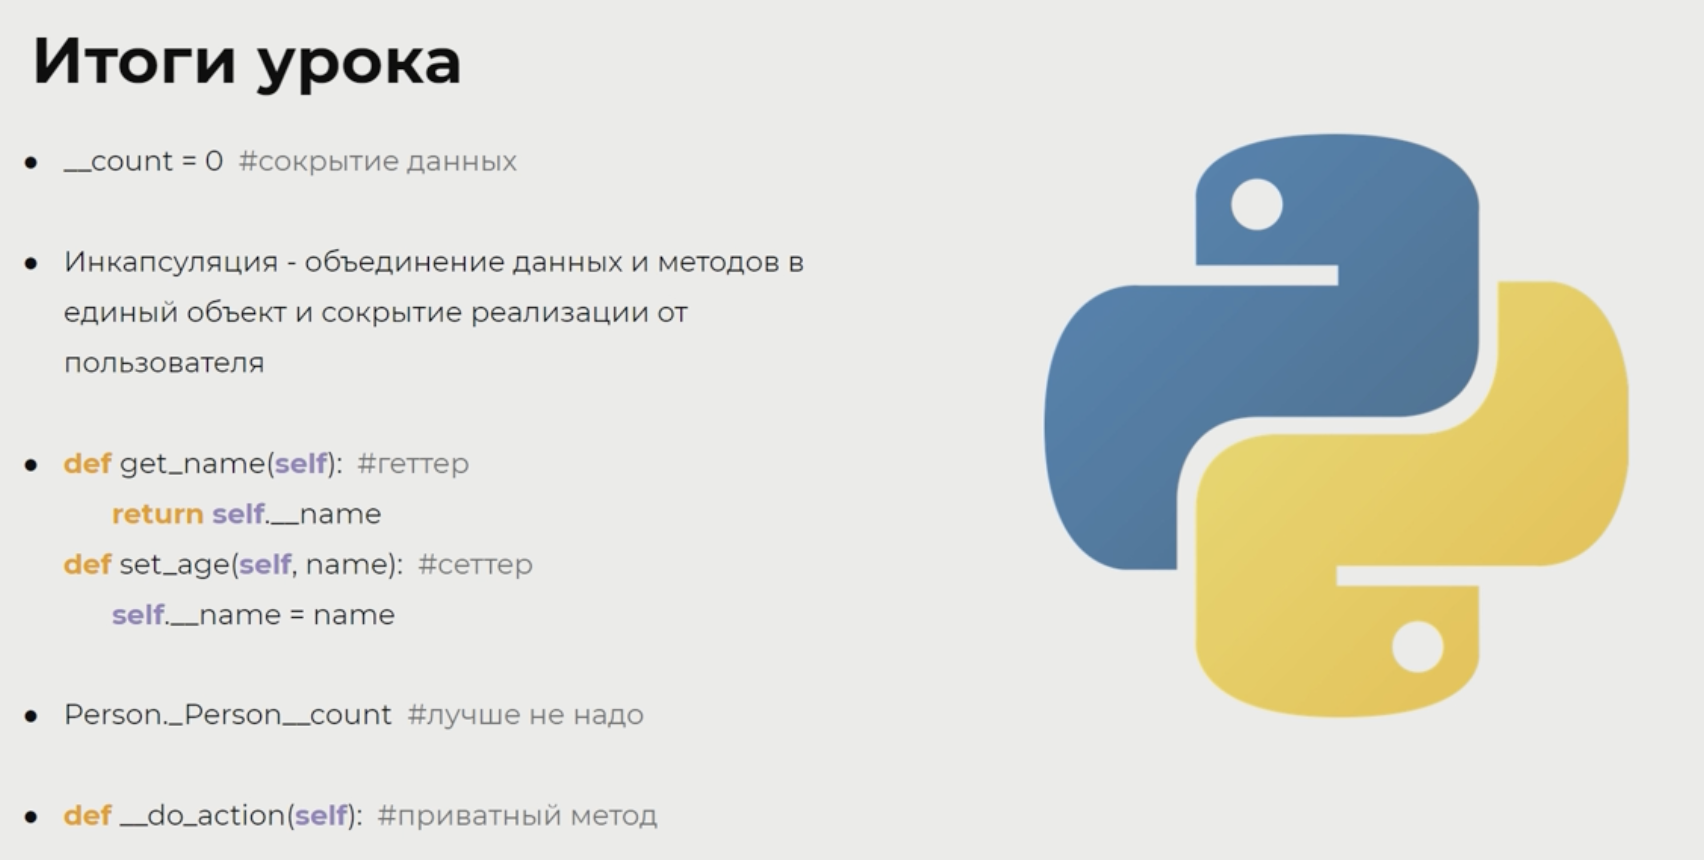 Итоги урока
● __count = 0 #сокрытие данных
● Инкапсуляция - объединение данных и методов в
единый объект и сокрытие реализации от
пользователя
● def get_name(self): #геттер
return self.__name
def set_age(self, name): #сеттер
self.__name = name
● Person._Person__count #лучше не надо
● def __do_action(self): #приватный метод